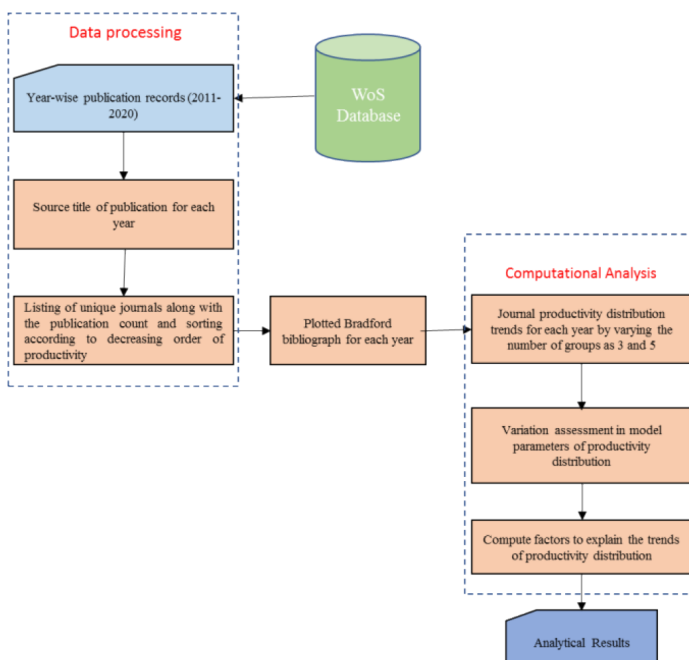 Data processing
WoS
Database
Year-wise publication records (2011-
2020)
Source title of publication for each
year
Listing of unique journals along with
the publication count and sorting
according to decreasing order of
productivity
Plotted Bradford
bibliograph for each year
Computational Analysis
Journal productivity distribution
trends for each year by varying the
number of groups as 3 and 5
Variation assessment in model
parameters of productivity
distribution
Compute factors to explain the trends
of productivity distribution
Analytical Results